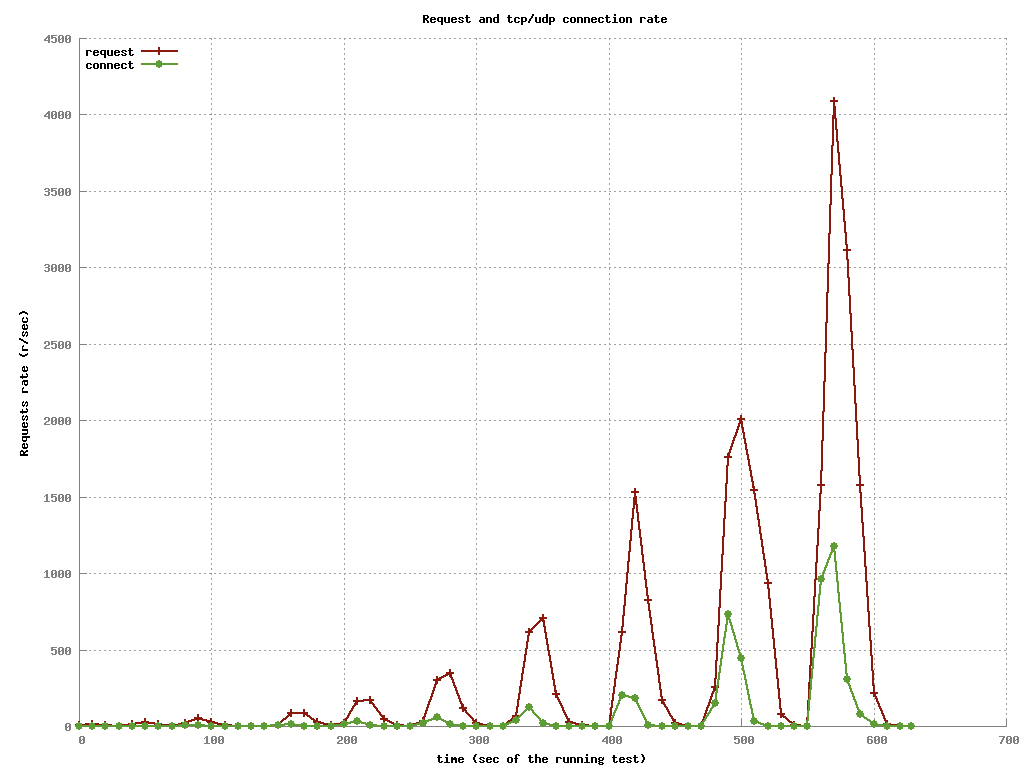 Request and tcp/udp connection rate
4500
request
connect
4000
3500
3000
2500
Requests rate (r/sec)
2000
1500
1000
500
0
0 100 200 300 400 500 600 700
time (sec of the running test)